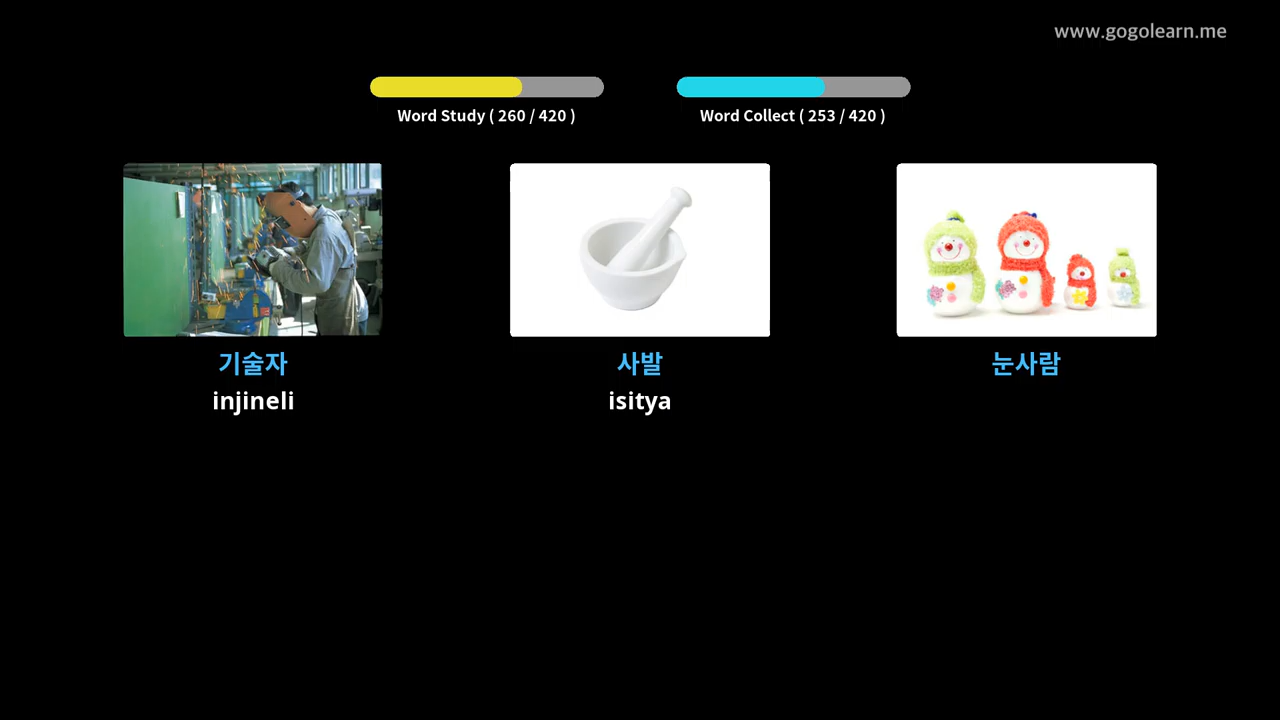 www.gogolearn.me
Word Study ( 260 / 420 )
Word Collect ( 253 / 420 )
기술자
injineli
사발
isitya
눈사람